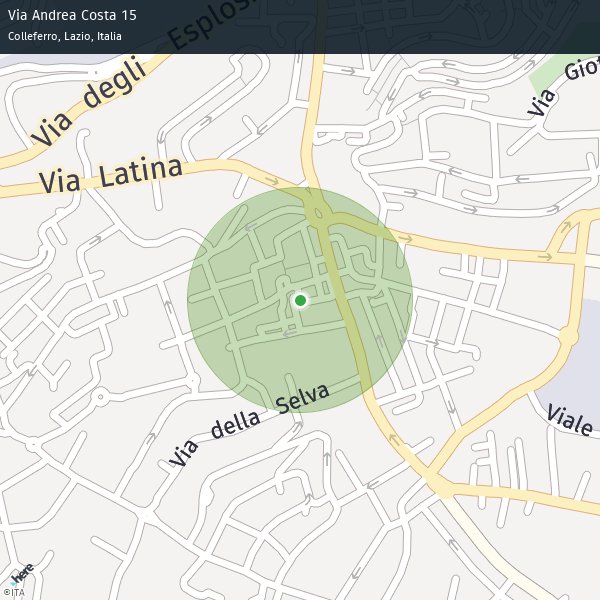 Via Andrea Costa 15
Colleferro, Lazio, Italia
Via degli Esplosi
Via Giot
Via Latina
Via della Selva
Viale
here
©ITA